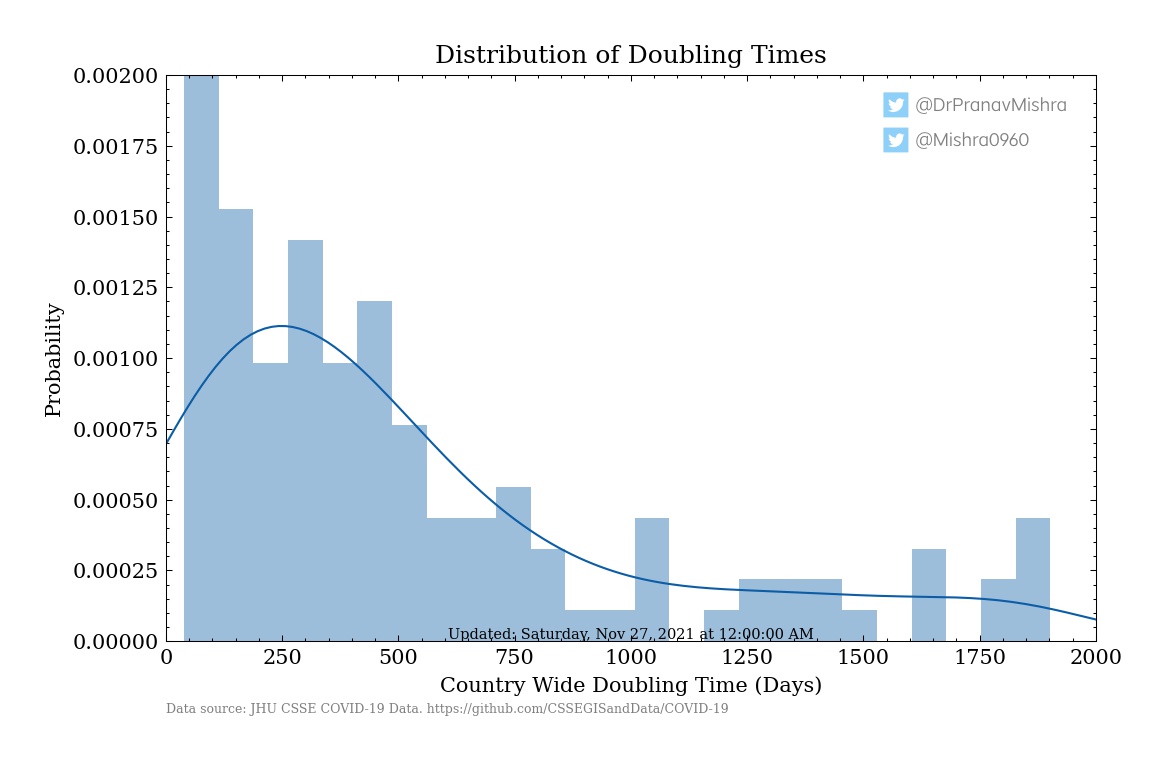 Distribution of Doubling Times
@DrPranavMishra
@Mishra0960
0.00200
0.00175
0.00150
0.00125
0.00100
0.00075
0.00050
0.00025
0.00000
Probability
Updated: Saturday, Nov 27, 2021 at 12:00:00 AM
0 250 500 750 1000 1250 1500 1750 2000
Country Wide Doubling Time (Days)
Data source: JHU CSSE COVID-19 Data. https://github.com/CSSEGISandData/COVID-19